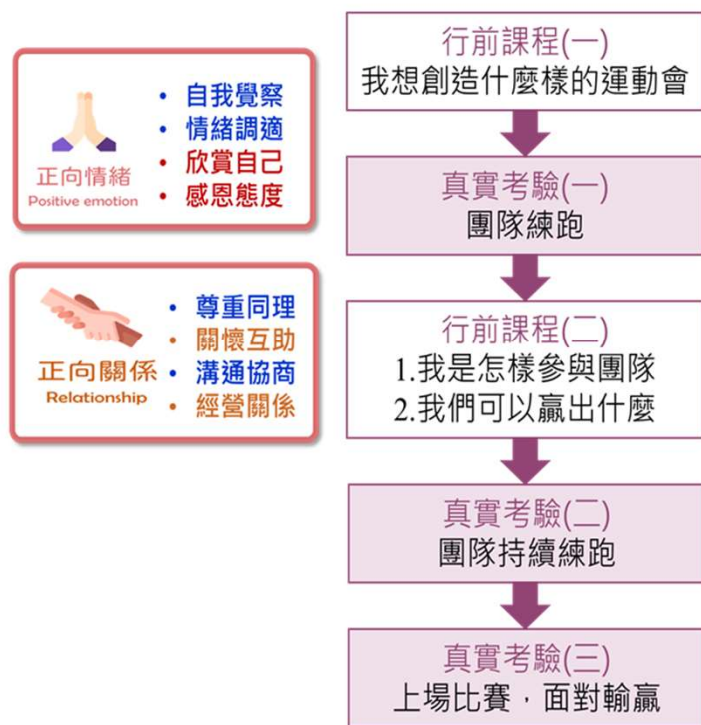 正向情緒
Positive emotion
• 自我覺察
• 情緒調適
• 欣賞自己
• 感恩態度
正向關係
Relationship
• 尊重同理
• 關懷互助
• 溝通協商
• 經營關係
行前課程(一)
我想創造什麼樣的運動會
真實考驗(一)
團隊練跑
行前課程(二)
1.我是怎樣參與團隊
2.我們可以贏出什麼
真實考驗(二)
團隊持續練跑
真實考驗(三)
上場比賽，面對輸贏